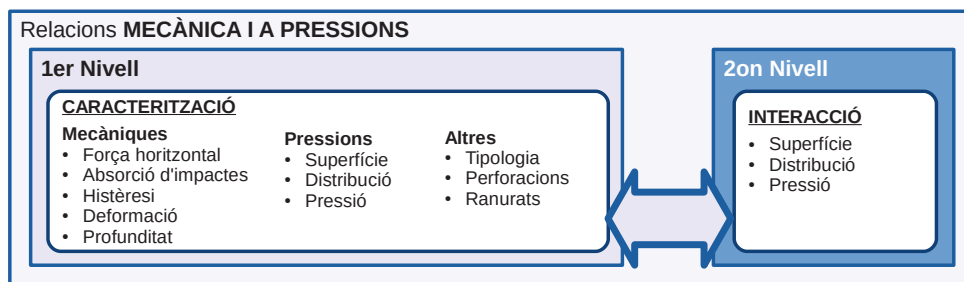 Relacions MECÀNICA I A PRESSIONS
1er Nivell
CARACTERITZACIÓ
Mecàniques
• Força horitzontal
• Absorció d'impactes
• Histèresi
• Deformació
• Profunditat
Pressions
• Superfície
• Distribució
• Pressió
Altres
• Tipologia
• Perforacions
• Ranurats
2on Nivell
INTERACCIÓ
• Superfície
• Distribució
• Pressió